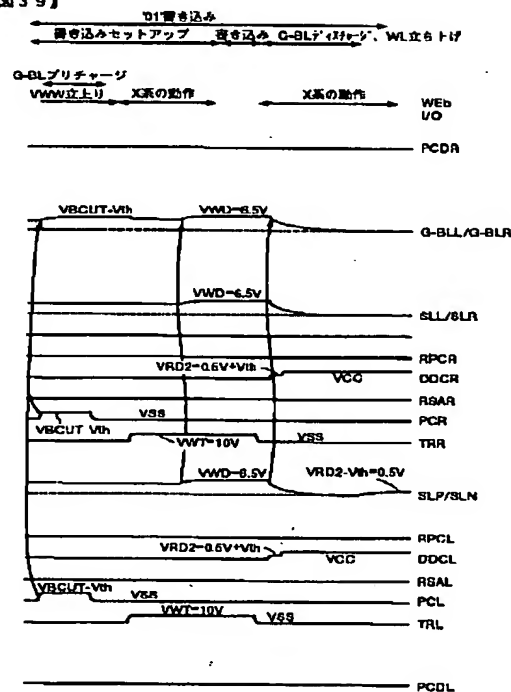 図39】
'01'書き込み
書き込みセットアップ 書き込み G-BLディスチャージ、WL立ち下げ
G-BLプリチャージ
VWW立上り X系の動作 X系の動作
WEb
I/O
PCDR
VBCUT-Vth VWD=6.5V
G-BLL/G-BLR
VWD=6.5V
SLL/SLR
RPCR
VRD2=0.5V+Vth
VCC DDCR
RSAR
VSS PCR
VBCUT-Vth
VWT=10V VSS TRR
VWD=6.5V VRD2-Vth=0.5V
SLP/SLN
RPCL
VRD2=0.5V+Vth
VCC DDCL
RSAL
VBCUT-Vth VSS
PCL
VWT=10V VSS
TRL
PCDL